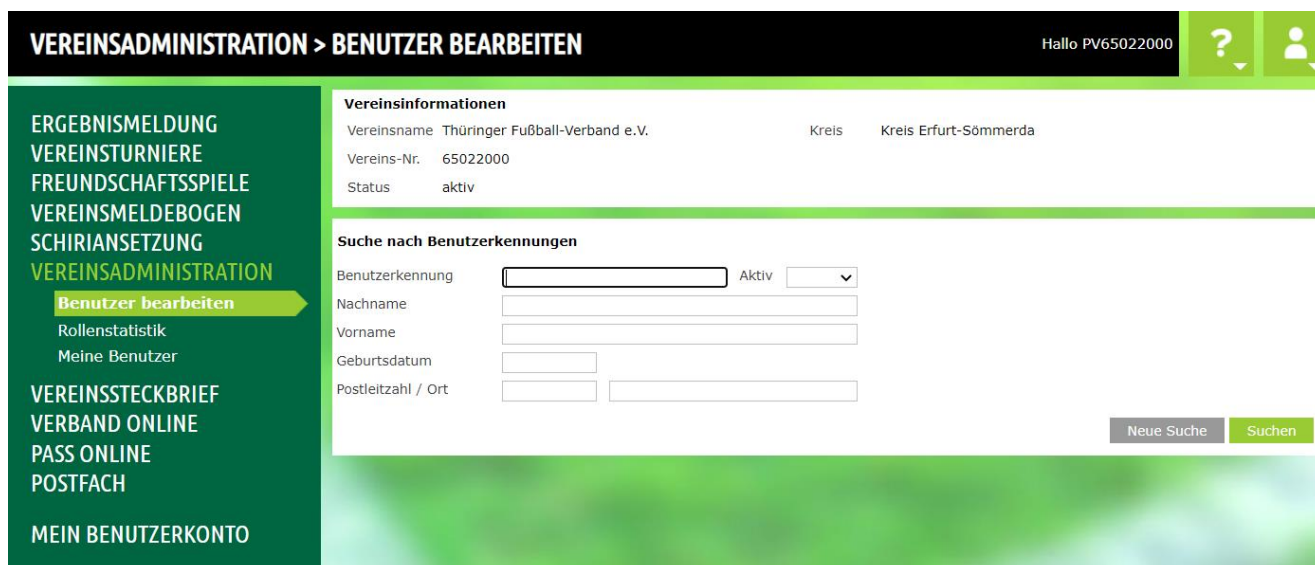 VEREINSADMINISTRATION > BENUTZER BEARBEITEN
Hallo PV65022000
?
ERGEBNISMELDUNG
VEREINSTURNIERE
FREUNDSCHAFTSSPIELE
VEREINSMELDEBOGEN
SCHIRIANSETZUNG
VEREINSADMINISTRATION
Benutzer bearbeiten
Rollenstatistik
Meine Benutzer
VEREINSSTECKBRIEF
VERBAND ONLINE
PASS ONLINE
POSTFACH
MEIN BENUTZERKONTO
Vereinsinformationen
Vereinsname Thüringer Fußball-Verband e.V. Kreis Kreis Erfurt-Sömmerda
Vereins-Nr. 65022000
Status aktiv
Suche nach Benutzerkennungen
Benutzerkennung Aktiv
Nachname
Vorname
Geburtsdatum
Postleitzahl / Ort
Neue Suche Suchen